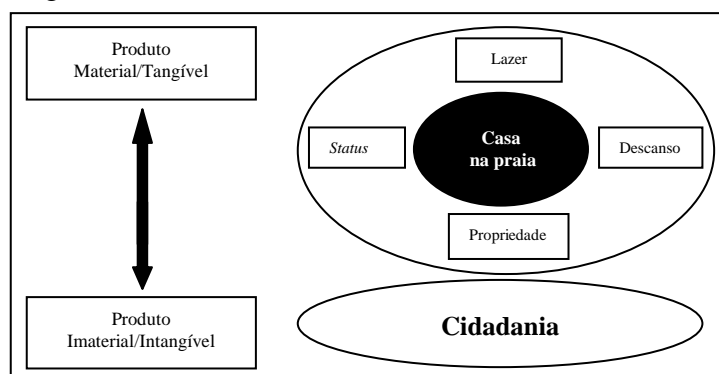 Produto
Material/Tangível
Lazer
Status
Casa
na praia
Descanso
Propriedade
Produto
Imaterial/Intangível
Cidadania